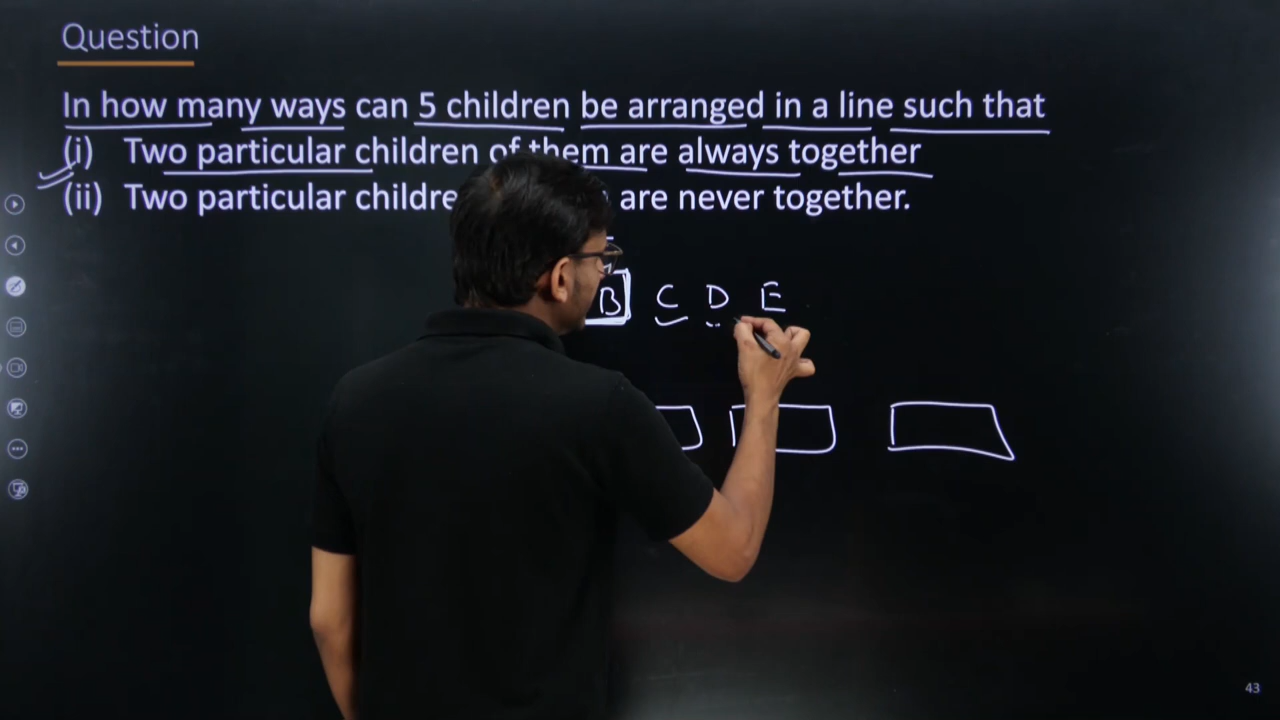 Question
In how many ways can 5 children be arranged in a line such that
(i) Two particular children of them are always together
(ii) Two particular are never together.
B C D E
43